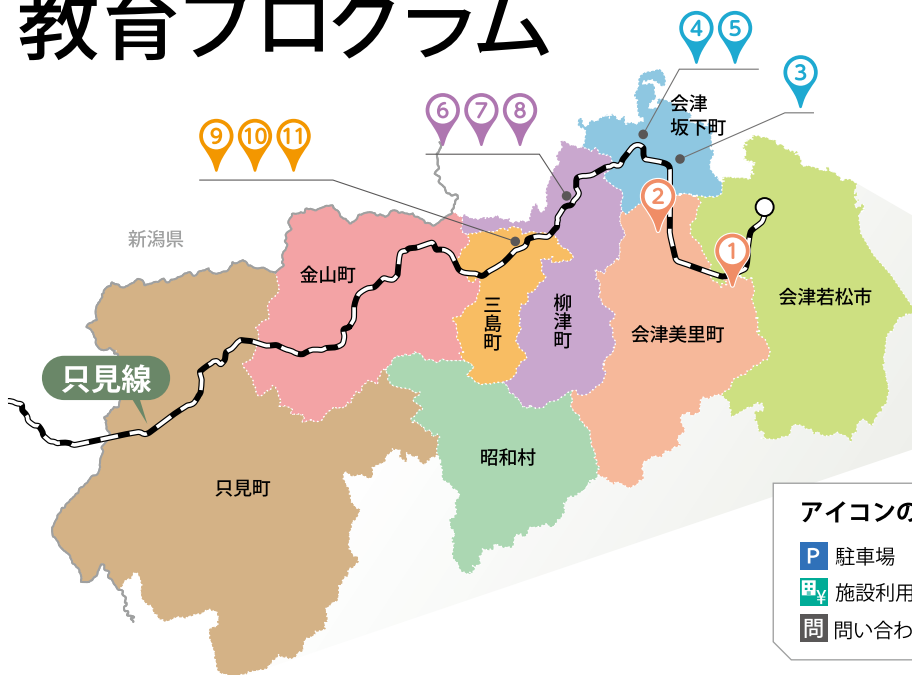 教育プログラム
④ ⑤
③
⑥ ⑦ ⑧
⑨ ⑩ ⑪
会津
坂下町
②
①
新潟県
金山町
三島町
柳津町
会津美里町
会津若松市
只見線
昭和村
只見町
アイコンの
P 駐車場
¥ 施設利用
問 問い合わ